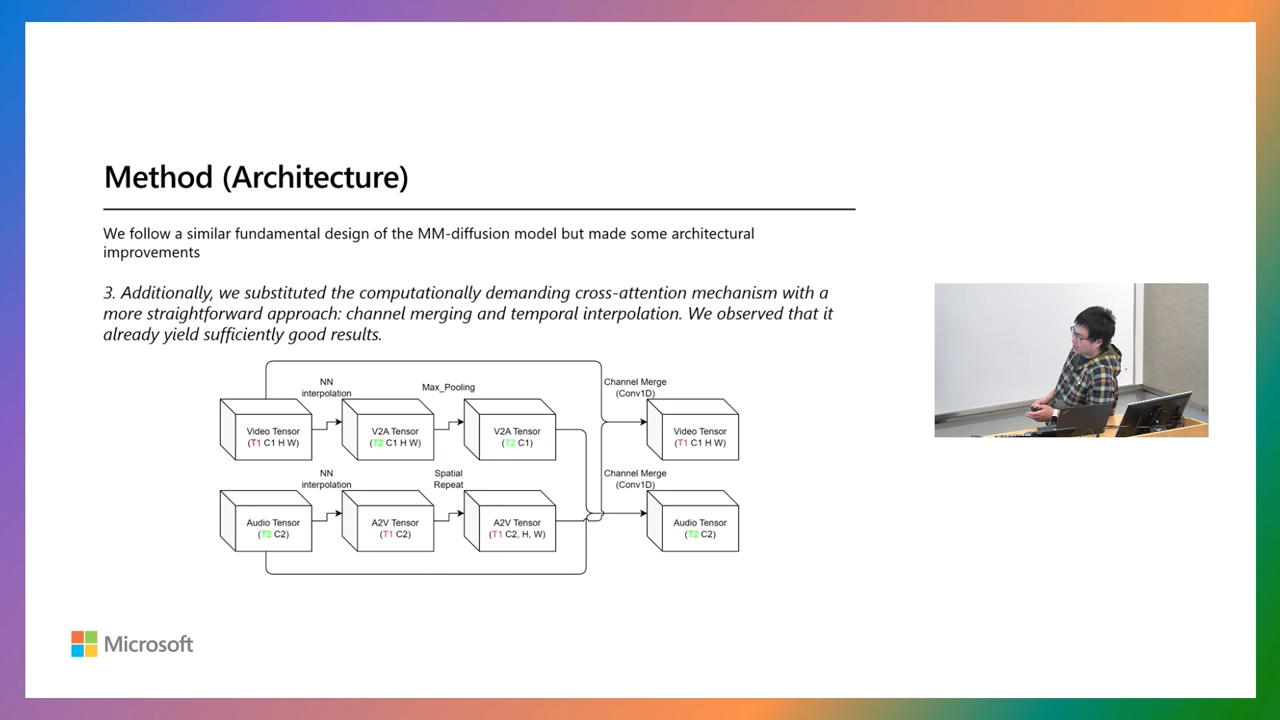 Method (Architecture)
We follow a similar fundamental design of the MM-diffusion model but made some architectural
improvements
3. Additionally, we substituted the computationally demanding cross-attention mechanism with a
more straightforward approach: channel merging and temporal interpolation. We observed that it
already yield sufficiently good results.
NN
interpolation
Max_Pooling
Channel Merge
(Conv1D)
Video Tensor
(T1 C1 H W)
V2A Tensor
(T2 C1 H W)
V2A Tensor
(T2 C1)
Video Tensor
(T1 C1 H W)
NN
interpolation
Spatial
Repeat
Channel Merge
(Conv1D)
Audio Tensor
(T2 C2)
A2V Tensor
(T1 C2)
A2V Tensor
(T1 C2, H, W)
Audio Tensor
(T2 C2)
Microsoft